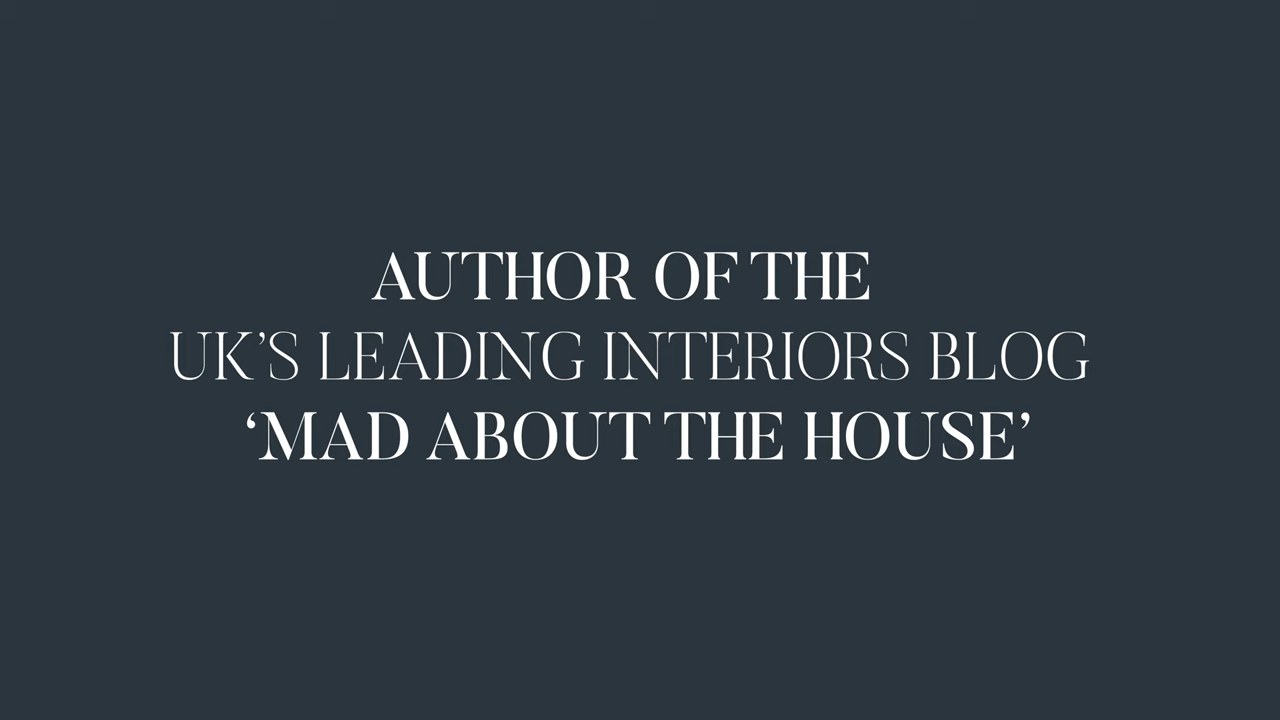 AUTHOR OF THE
UK’S LEADING INTERIORS BLOG
‘MAD ABOUT THE HOUSE’